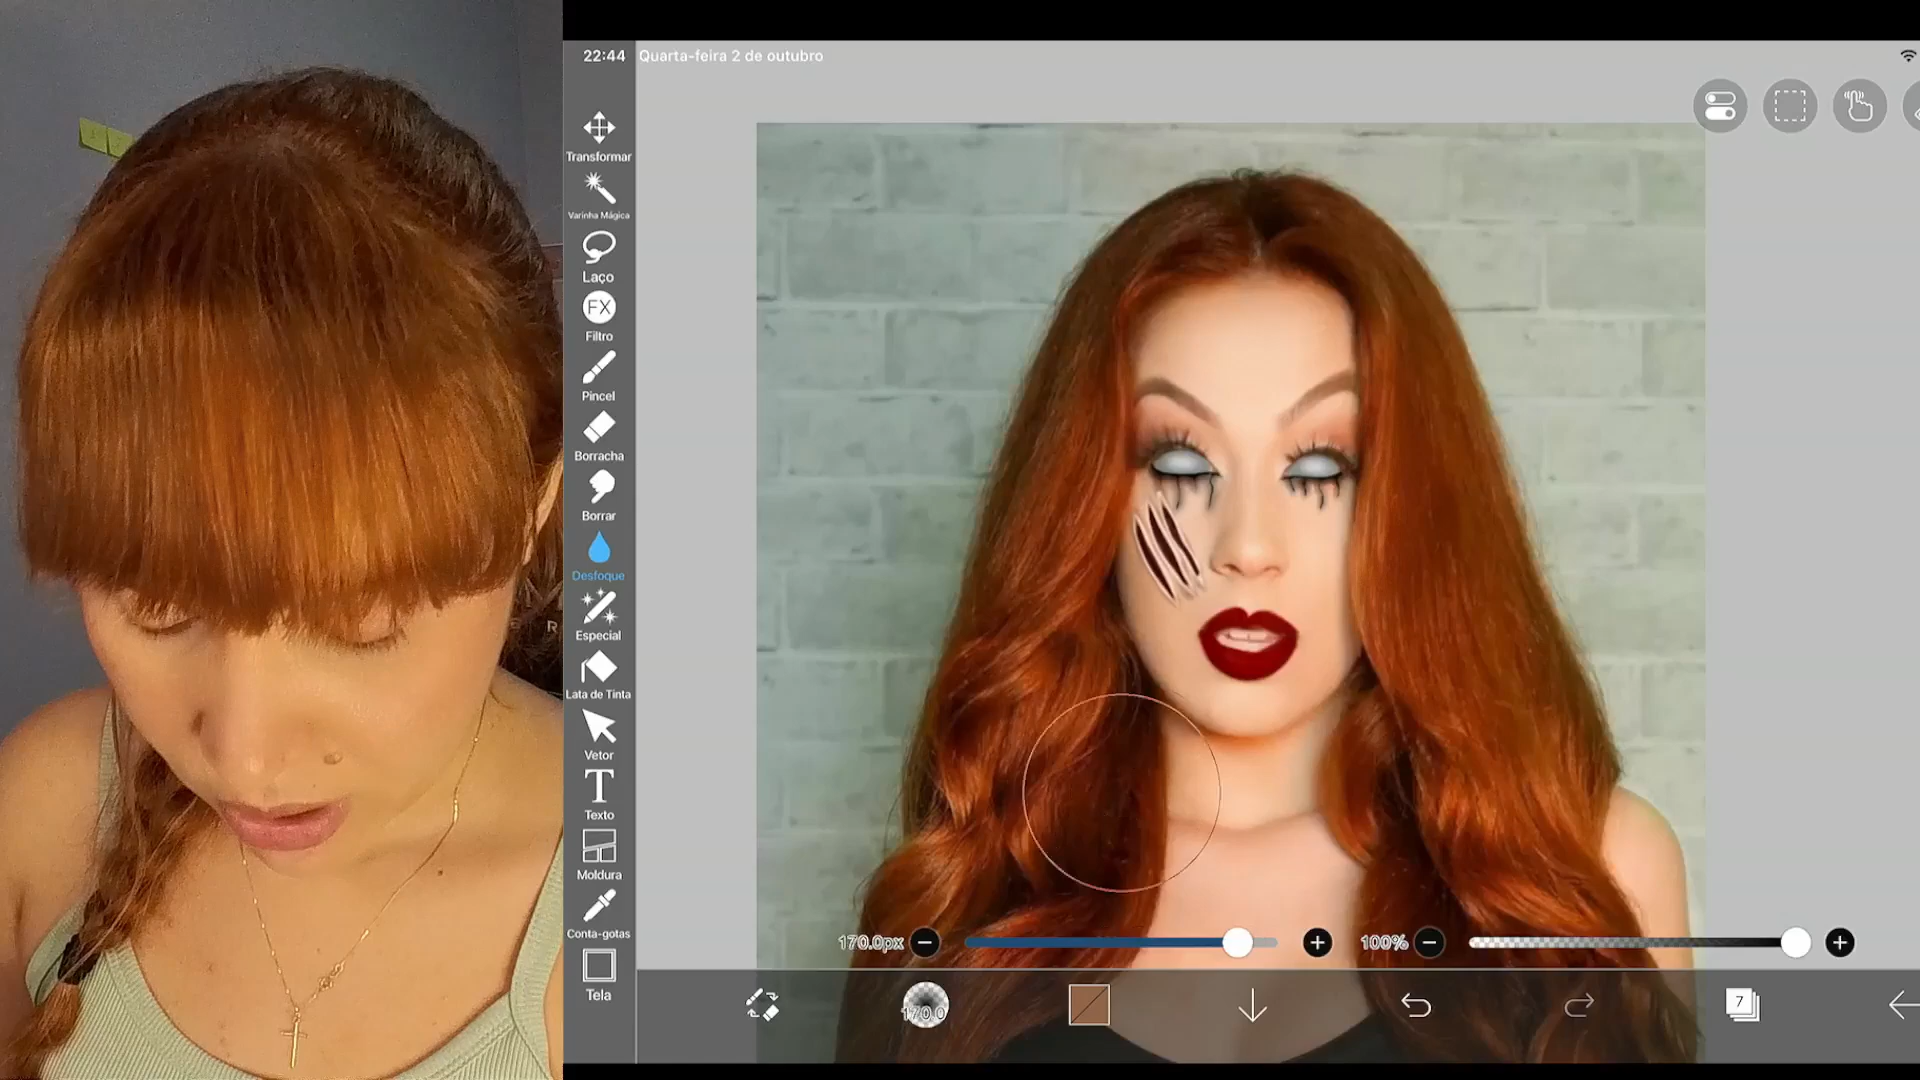 22:44 Quarta-feira 2 de outubro
Transformar
Varinha Mágica
Laço
FX
Filtro
Pincel
Borracha
Borrar
Desfoque
Especial
Lata de Tinta
Vetor
T
Texto
Moldura
Conta-gotas
Tela
170.0px
100%
170.0
7